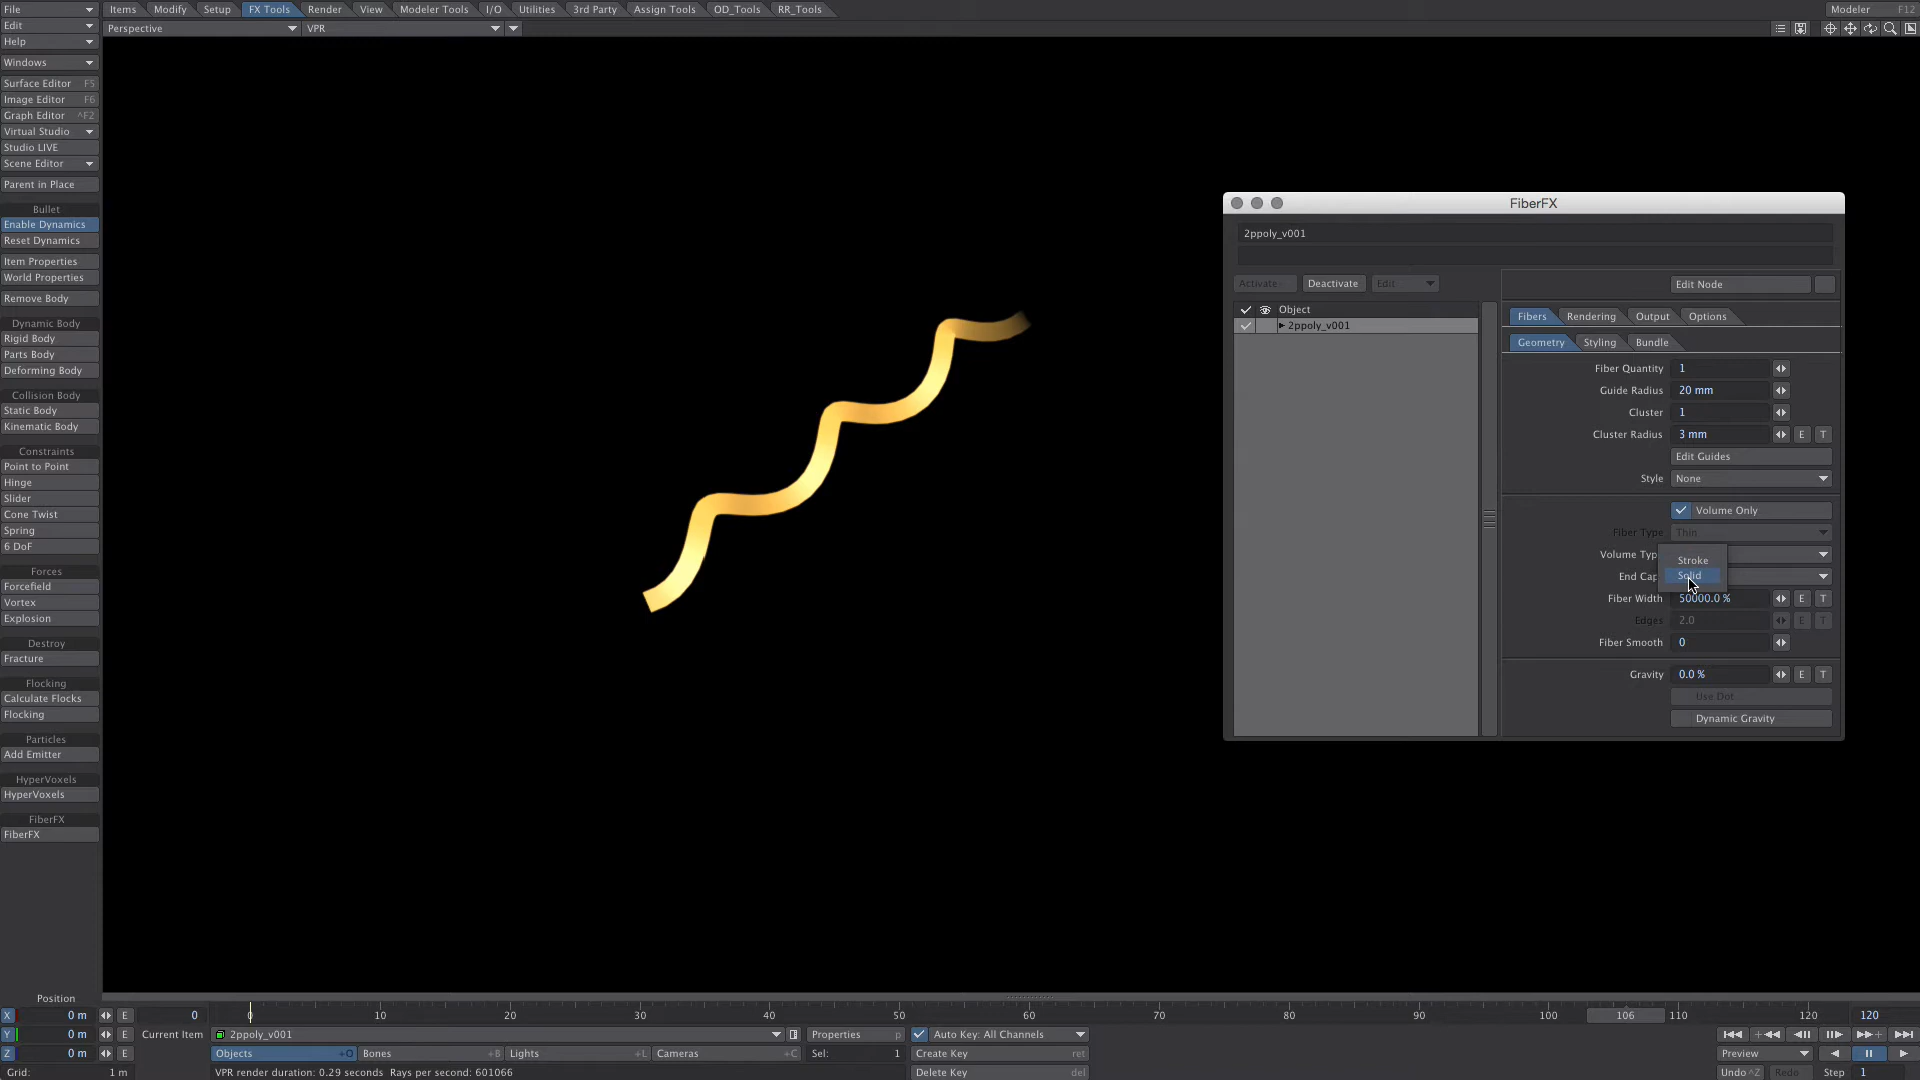 File
Items Modify Setup FX Tools Render View Modeler Tools I/O Utilities 3rd Party Assign Tools OD_Tools RR_Tools
Modeler F12
Edit
Perspective VPR
Help
Windows
Surface Editor F5
Image Editor F6
Graph Editor ^F2
Virtual Studio
Studio LIVE
Scene Editor
Parent in Place
Bullet
Enable Dynamics
Reset Dynamics
Item Properties
World Properties
Remove Body
Dynamic Body
Rigid Body
Parts Body
Deforming Body
Collision Body
Static Body
Kinematic Body
Constraints
Point to Point
Hinge
Slider
Cone Twist
Spring
6 DoF
Forces
Forcefield
Vortex
Explosion
Destroy
Fracture
Flocking
Calculate Flocks
Flocking
Particles
Add Emitter
HyperVoxels
HyperVoxels
FiberFX
FiberFX
FiberFX
2ppoly_v001
Activate Deactivate Edit
Object
2ppoly_v001
Edit Node
Fibers Rendering Output Options
Geometry Styling Bundle
Fiber Quantity 1
Guide Radius 20 mm
Cluster 1
Cluster Radius 3 mm E T
Edit Guides
Style None
Volume Only
Fiber Type Thin
Volume Typ
Stroke
End Cap
Solid
Fiber Width 50000.0 % E T
Edges 2.0 E T
Fiber Smooth 0
Gravity 0.0 % E T
Use Dot
Dynamic Gravity
Position
X 0 m E 0
0 10 20 30 40 50 60 70 80 90 100 106 110 120 120
Y 0 m E Current Item 2ppoly_v001 Properties p Auto Key: All Channels
Z 0 m E Objects +O Bones +B Lights +L Cameras +C Sel: 1 Create Key ret Preview
Grid: 1 m VPR render duration: 0.29 seconds Rays per second: 601066 Delete Key del Undo ^Z Redo Step 1